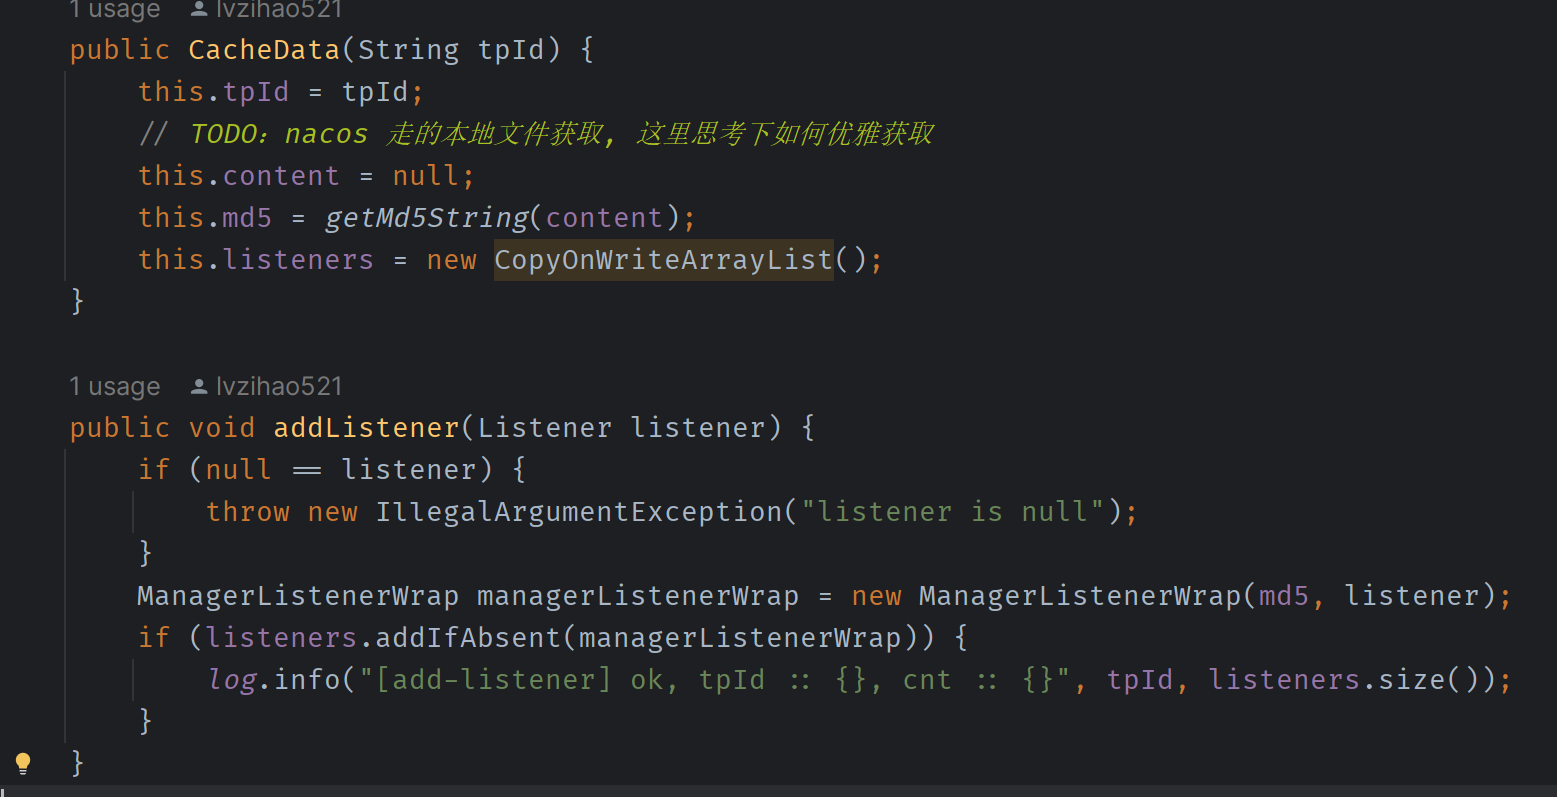 1 usage lvzihao521
public CacheData(String tpId) {
this.tpId = tpId;
// TODO：nacos 走的本地文件获取, 这里思考下如何优雅获取
this.content = null;
this.md5 = getMd5String(content);
this.listeners = new CopyOnWriteArrayList();
}
1 usage lvzihao521
public void addListener(Listener listener) {
if (null == listener) {
throw new IllegalArgumentException("listener is null");
}
ManagerListenerWrap managerListenerWrap = new ManagerListenerWrap(md5, listener);
if (listeners.addIfAbsent(managerListenerWrap)) {
log.info("[add-listener] ok, tpId :: {}, cnt :: {}", tpId, listeners.size());
}
}